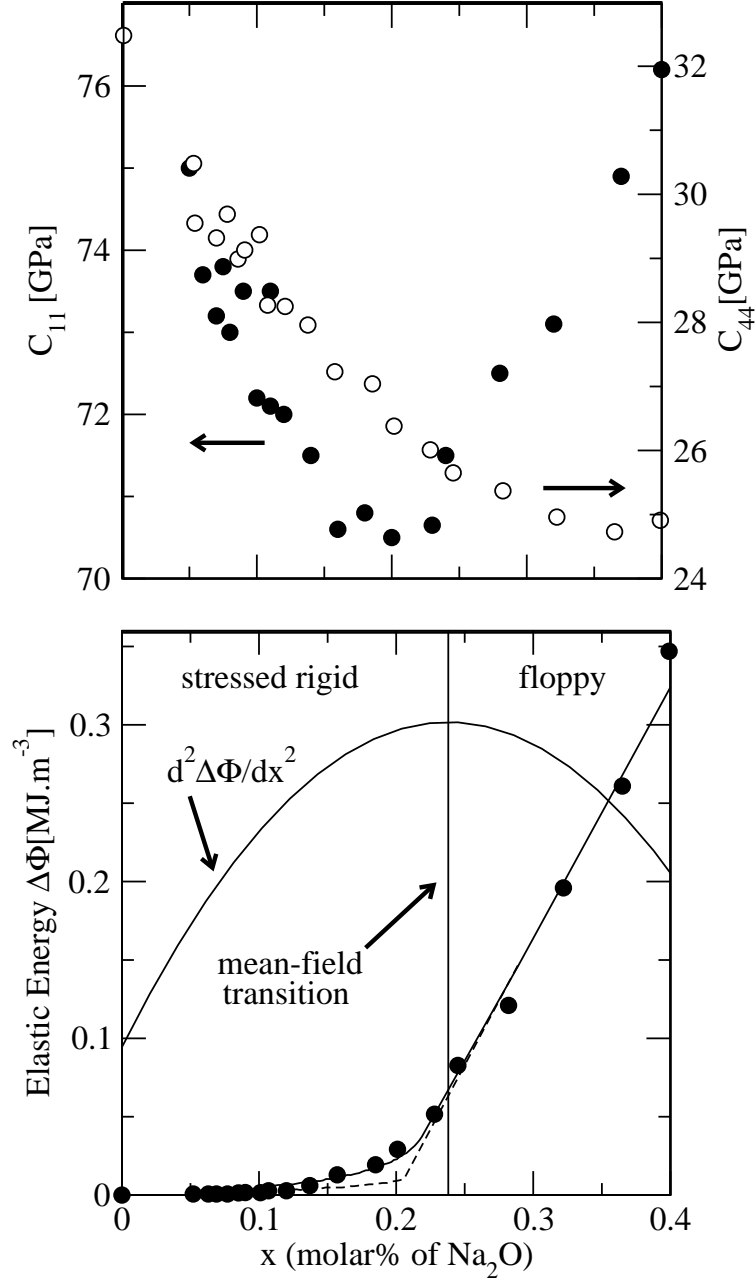 76
74
72
70
C₁₁ [GPa]
32
30
28
26
24
C₄₄ [GPa]
stressed rigid
floppy
d²ΔΦ/dx²
mean-field
transition
Elastic Energy ΔΦ[MJ.m⁻³]
0.3
0.2
0.1
0
0 0.1 0.2 0.3 0.4
x (molar% of Na₂O)